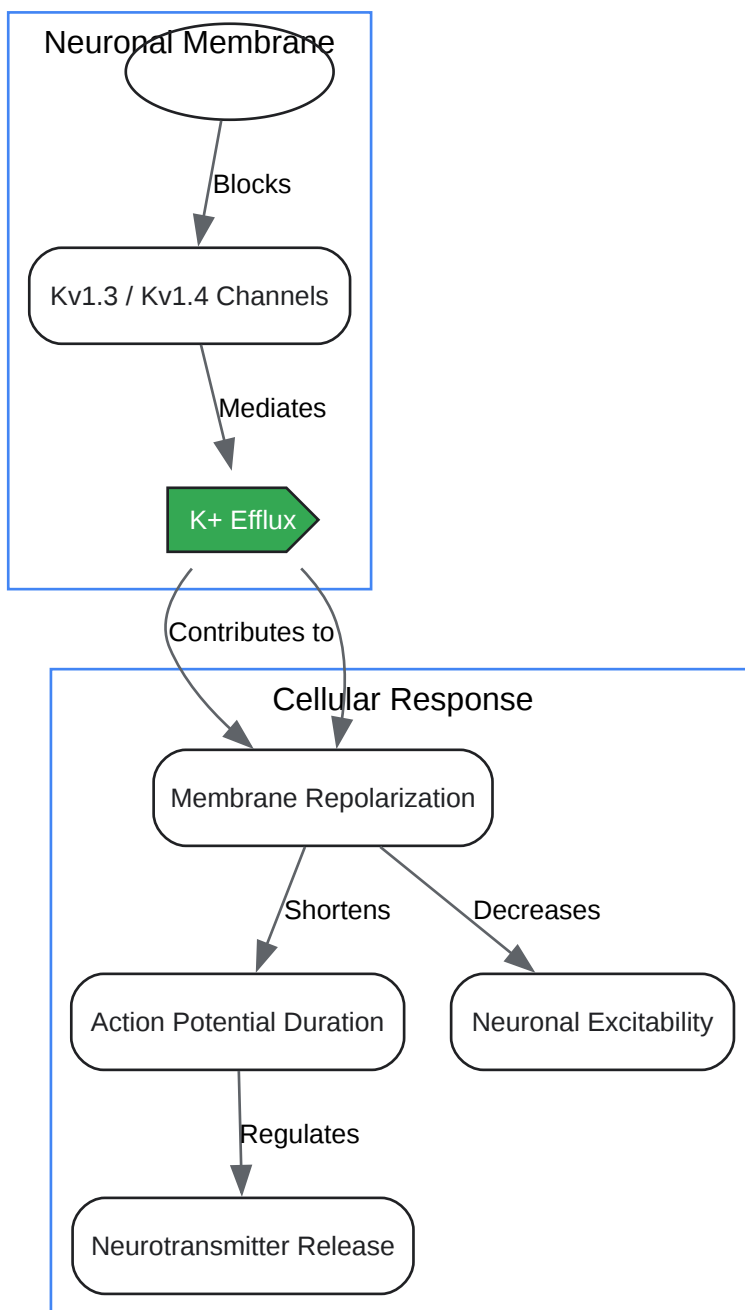 Neuronal Membrane
Blocks
Kv1.3 / Kv1.4 Channels
Mediates
K+ Efflux
Contributes to
Cellular Response
Membrane Repolarization
Shortens
Decreases
Action Potential Duration
Neuronal Excitability
Regulates
Neurotransmitter Release